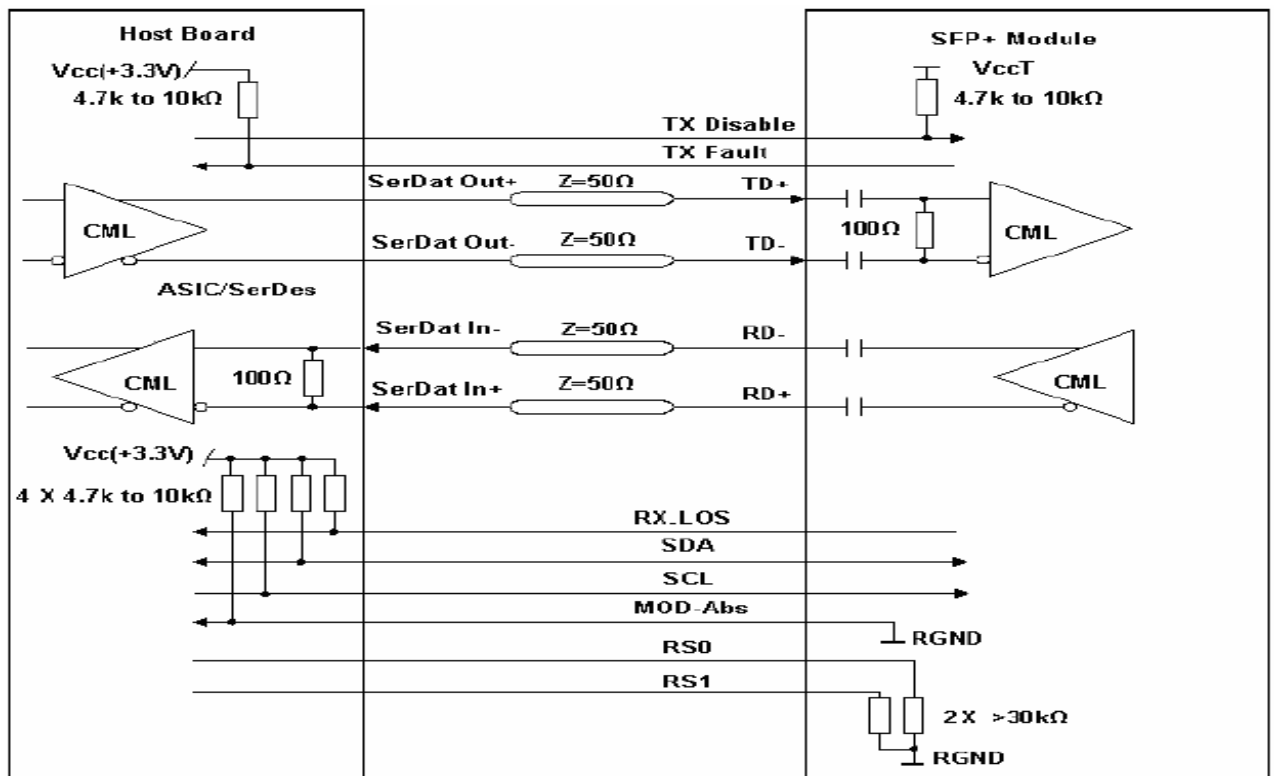 Host Board
SFP+ Module
Vcc(+3.3V)
4.7k to 10kΩ
VccT
4.7k to 10kΩ
TX Disable
TX Fault
SerDat Out+
Z=50Ω
TD+
CML
100Ω
CML
SerDat Out-
Z=50Ω
TD-
ASIC/SerDes
SerDat In-
Z=50Ω
RD-
CML
100Ω
CML
SerDat In+
Z=50Ω
RD+
Vcc(+3.3V)
4 X 4.7k to 10kΩ
RX_LOS
SDA
SCL
MOD-Abs
RGND
RS0
RS1
2X >30kΩ
RGND